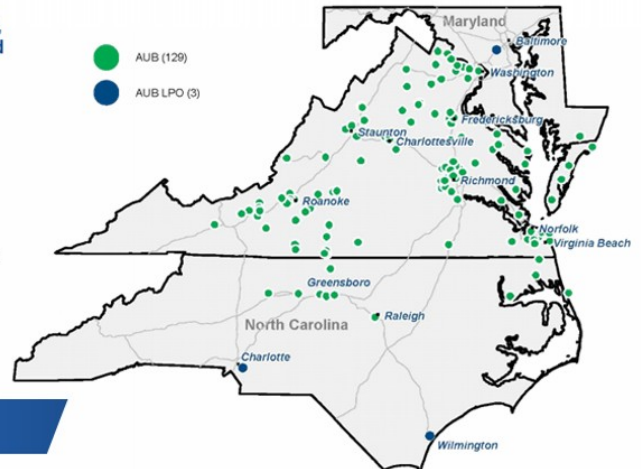 AUB (129)
AUB LPO (3)
Maryland
Baltimore
Washington
Fredericksburg
Staunton
Charlottesville
Richmond
Roanoke
Norfolk
Virginia Beach
Greensboro
Raleigh
North Carolina
Charlotte
Wilmington